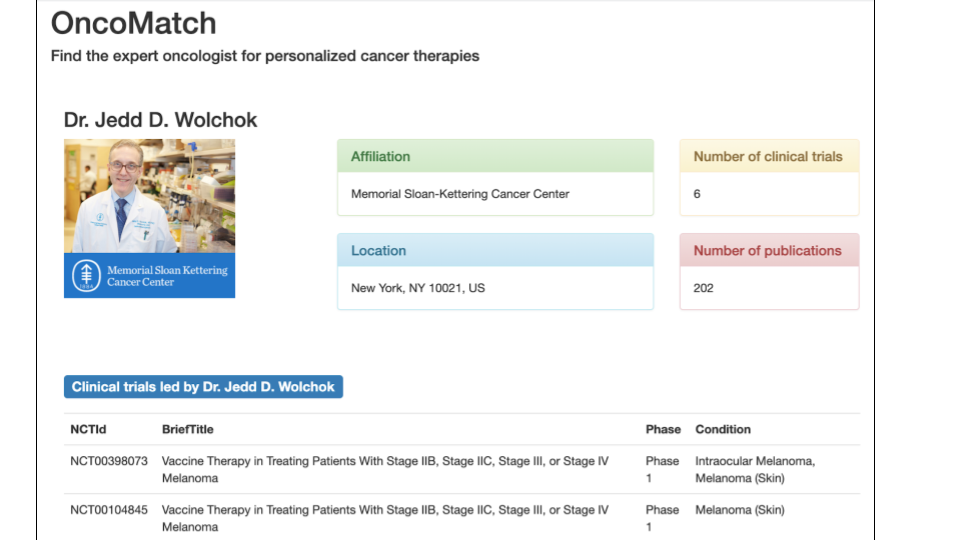 OncoMatch
Find the expert oncologist for personalized cancer therapies
Dr. Jedd D. Wolchok
Memorial Sloan Kettering
Cancer Center
Affiliation
Memorial Sloan-Kettering Cancer Center
Number of clinical trials
6
Location
New York, NY 10021, US
Number of publications
202
Clinical trials led by Dr. Jedd D. Wolchok
NCTId BriefTitle Phase Condition
NCT00398073 Vaccine Therapy in Treating Patients With Stage IIB, Stage IIC, Stage III, or Stage IV Phase Intraocular Melanoma,
Melanoma 1 Melanoma (Skin)
NCT00104845 Vaccine Therapy in Treating Patients With Stage IIB, Stage IIC, Stage III, or Stage IV Phase Melanoma (Skin)
Melanoma 1